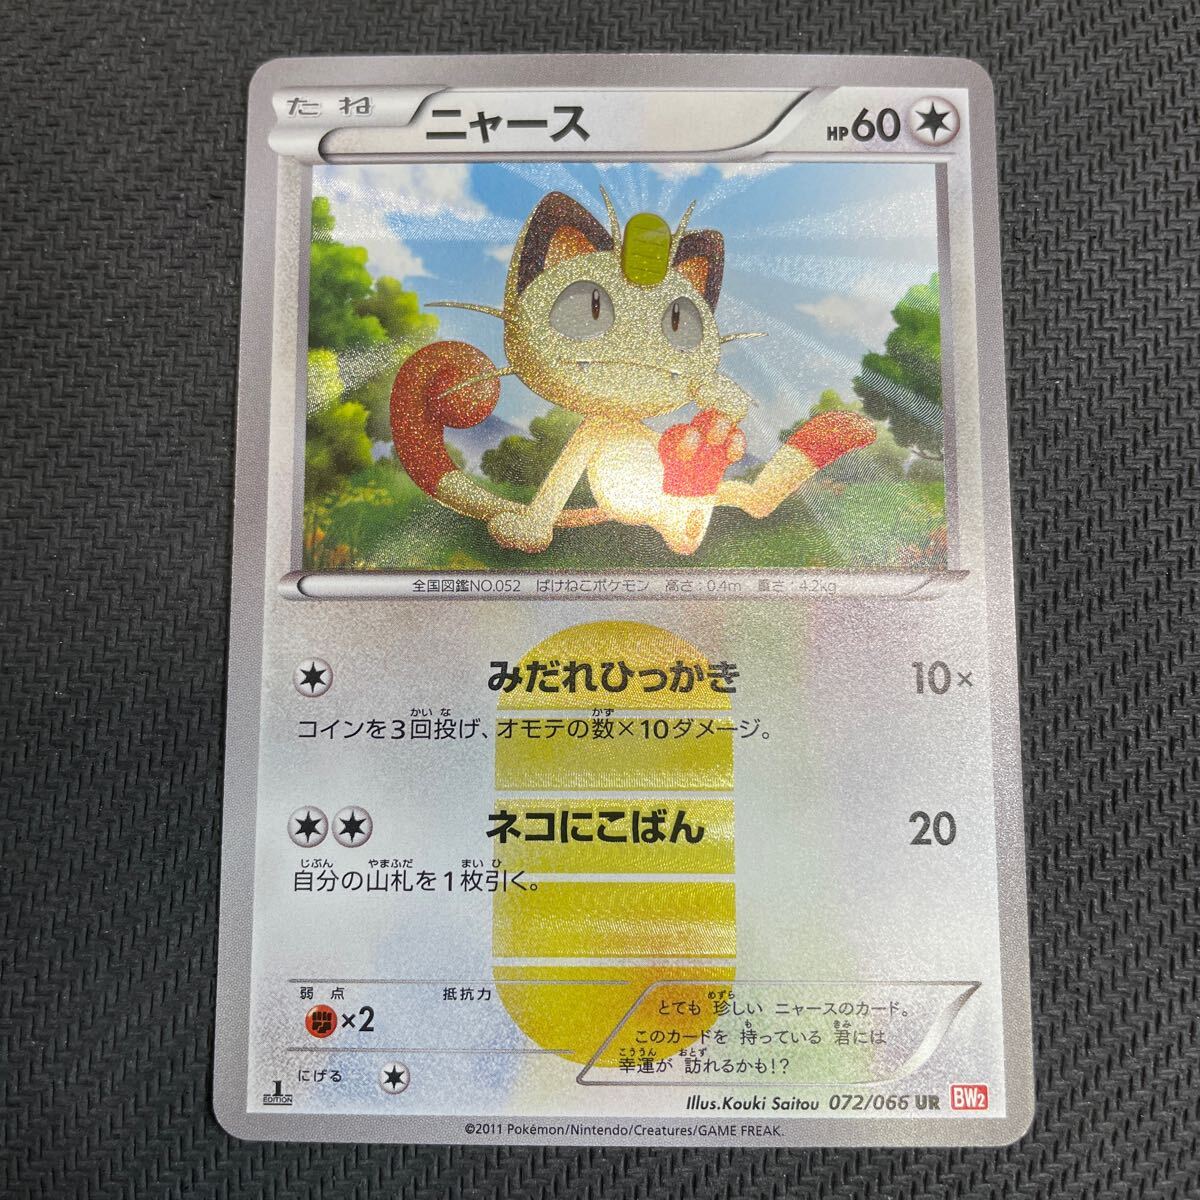 たね
ニャース
HP60
全国図鑑NO.052 ばけねこポケモン 高さ:0.4m 重さ:4.2kg
みだれひっかき 10×
コインを3回投げ、オモテの数×10ダメージ。
ネコにこばん 20
自分の山札を1枚引く。
弱点 抵抗力
×2
にげる
とても 珍しい ニャースのカード。
このカードを 持っている 君には
幸運が 訪れるかも!?
1 EDITION
Illus.Kouki Saitou 072/066 UR BW2
©2011 Pokémon/Nintendo/Creatures/GAME FREAK.